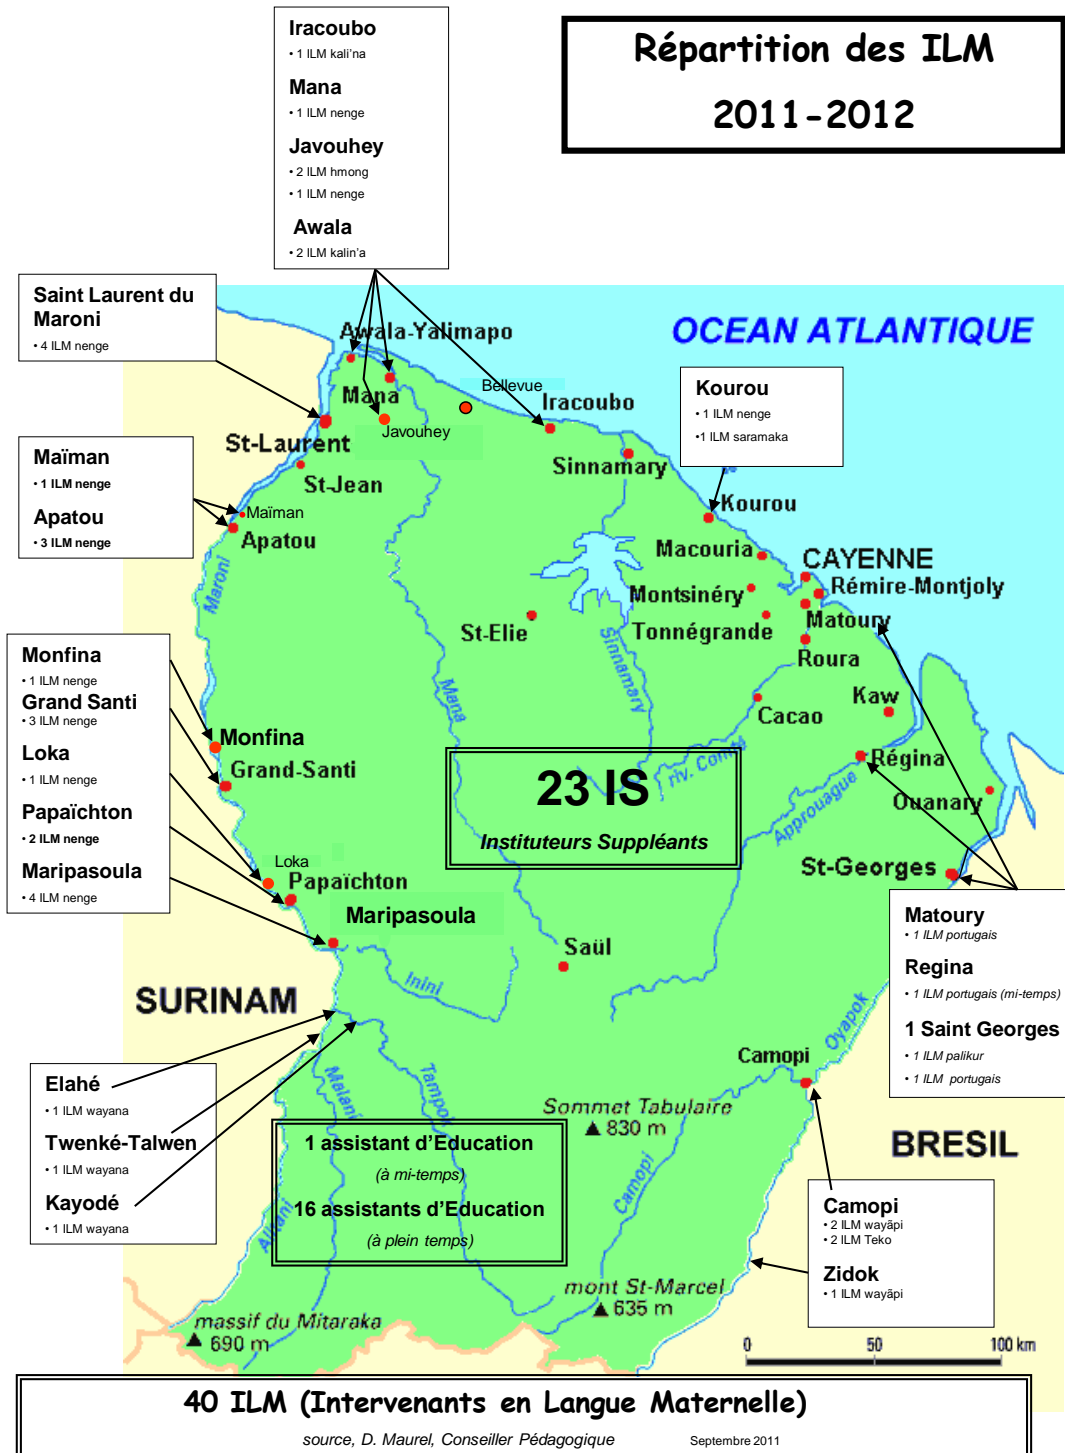 Répartition des ILM
2011-2012
Iracoubo
• 1 ILM kali'na
Mana
• 1 ILM nenge
Javouhey
• 2 ILM hmong
• 1 ILM nenge
Awala
• 2 ILM kalin'a
Saint Laurent du
Maroni
• 4 ILM nenge
Maïman
• 1 ILM nenge
Apatou
• 3 ILM nenge
Monfina
• 1 ILM nenge
Grand Santi
• 3 ILM nenge
Loka
• 1 ILM nenge
Papaïchton
• 2 ILM nenge
Maripasoula
• 4 ILM nenge
Elahé
• 1 ILM wayana
Twenké-Talwen
• 1 ILM wayana
Kayodé
• 1 ILM wayana
Kourou
• 1 ILM nenge
•1 ILM saramaka
Matoury
• 1 ILM portugais
Regina
• 1 ILM portugais (mi-temps)
1 Saint Georges
• 1 ILM palikur
• 1 ILM portugais
Camopi
• 2 ILM wayãpi
• 2 ILM Teko
Zidok
• 1 ILM wayãpi
OCEAN ATLANTIQUE
Awala-Yalimapo
Mana
Bellevue
Iracoubo
Javouhey
St-Laurent
Sinnamary
St-Jean
Maïman
Apatou
Kourou
Macouria
CAYENNE
Rémire-Montjoly
Montsinéry
Matoury
Tonnégrande
St-Elie
Roura
Maroni
Mana
Sinnamary
Cacao
Kaw
Monfina
Grand-Santi
riv. Comté
Régina
Approuague
Ouanary
23 IS
Instituteurs Suppléants
St-Georges
Loka
Papaïchton
Maripasoula
Saül
Inini
SURINAM
Oyapok
Camopi
Malani
Tampok
Sommet Tabulaire
830 m
BRESIL
1 assistant d'Education
(à mi-temps)
16 assistants d'Education
(à plein temps)
Camopi
Alitani
mont St-Marcel
635 m
massif du Mitaraka
690 m
0 50 100 km
40 ILM (Intervenants en Langue Maternelle)
source, D. Maurel, Conseiller Pédagogique Septembre 2011